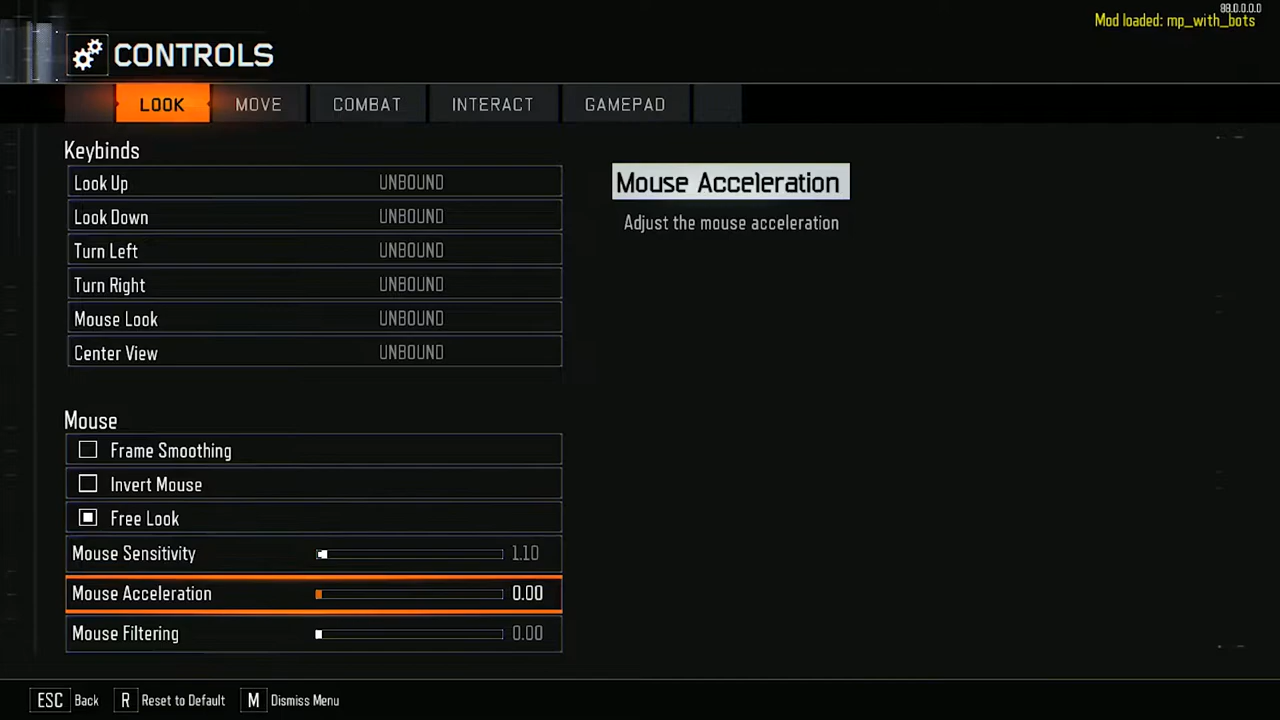 88.0.0.0.0
Mod loaded: mp_with_bots
CONTROLS
LOOK MOVE COMBAT INTERACT GAMEPAD
Keybinds
Look Up UNBOUND
Look Down UNBOUND
Turn Left UNBOUND
Turn Right UNBOUND
Mouse Look UNBOUND
Center View UNBOUND
Mouse Acceleration
Adjust the mouse acceleration
Mouse
Frame Smoothing
Invert Mouse
Free Look
Mouse Sensitivity 1.10
Mouse Acceleration 0.00
Mouse Filtering 0.00
ESC Back R Reset to Default M Dismiss Menu